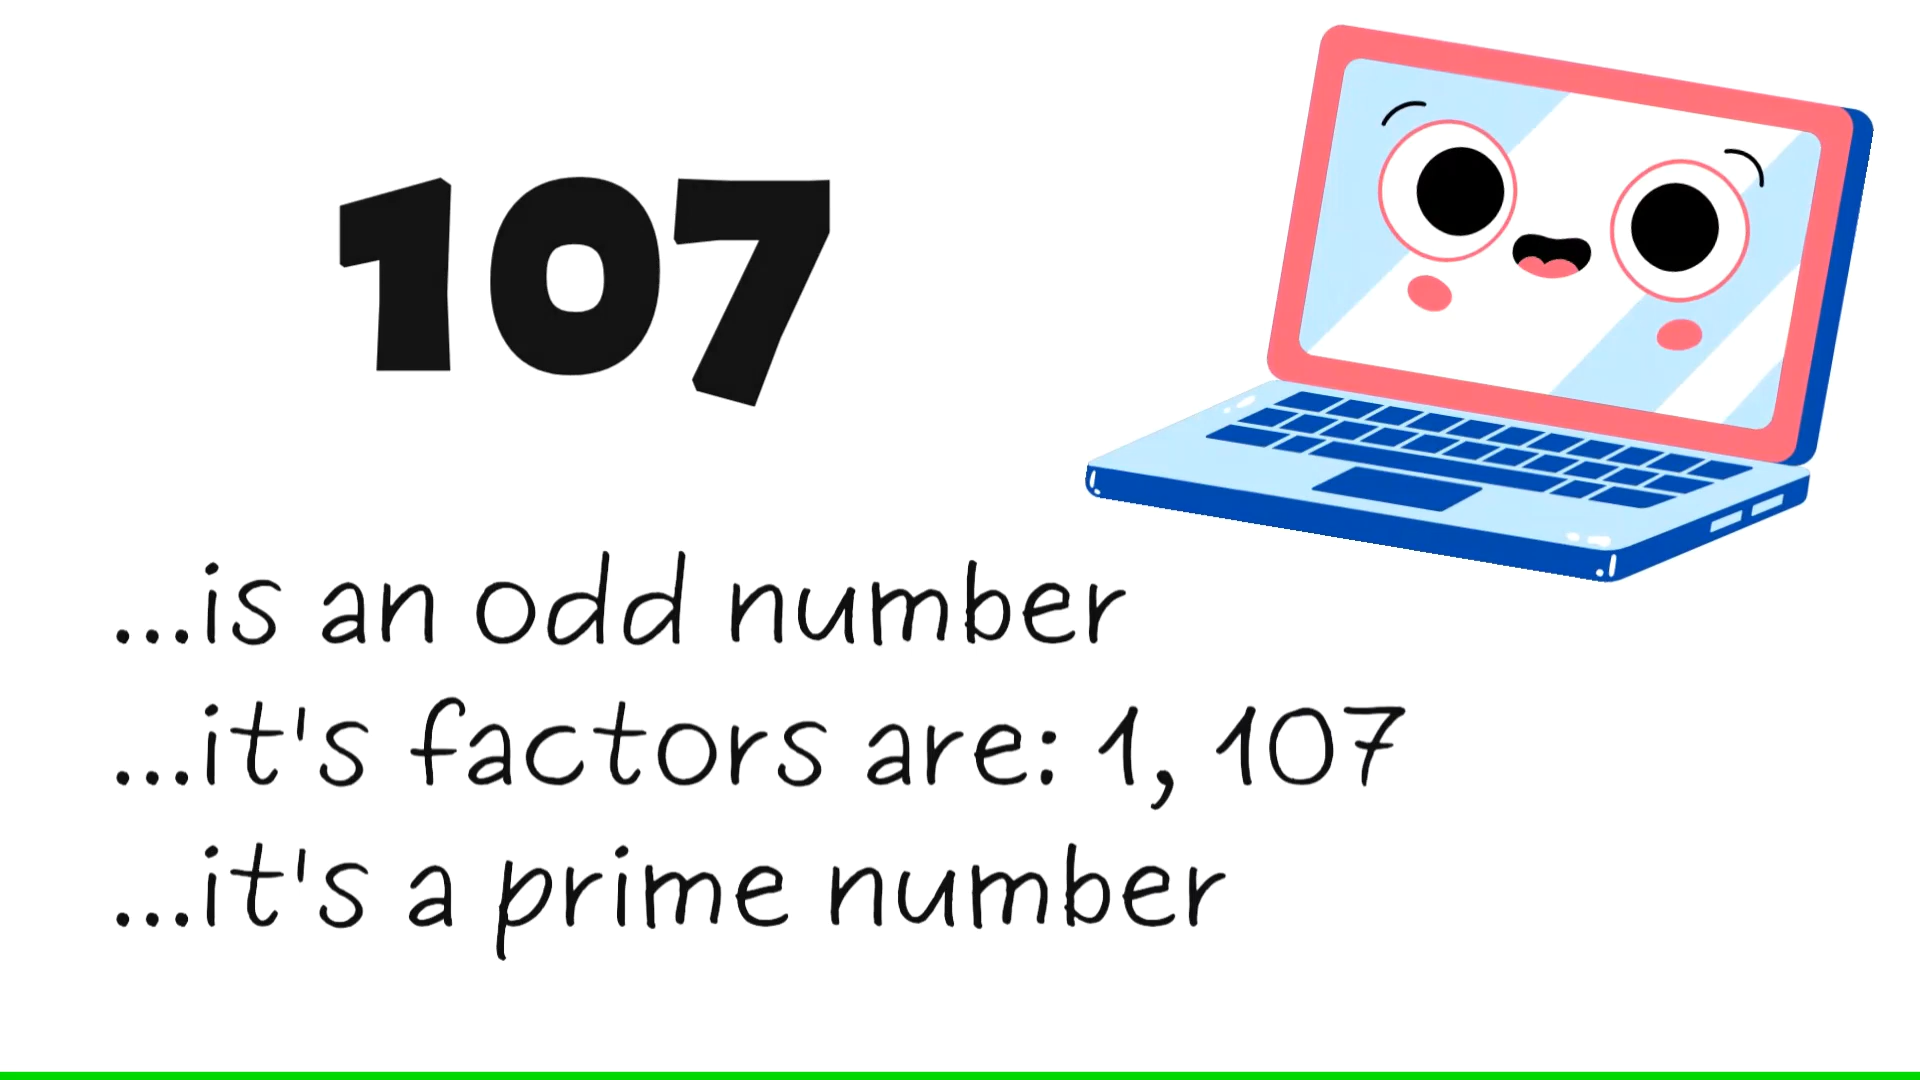 107
...is an odd number
...it's factors are: 1, 107
...it's a prime number